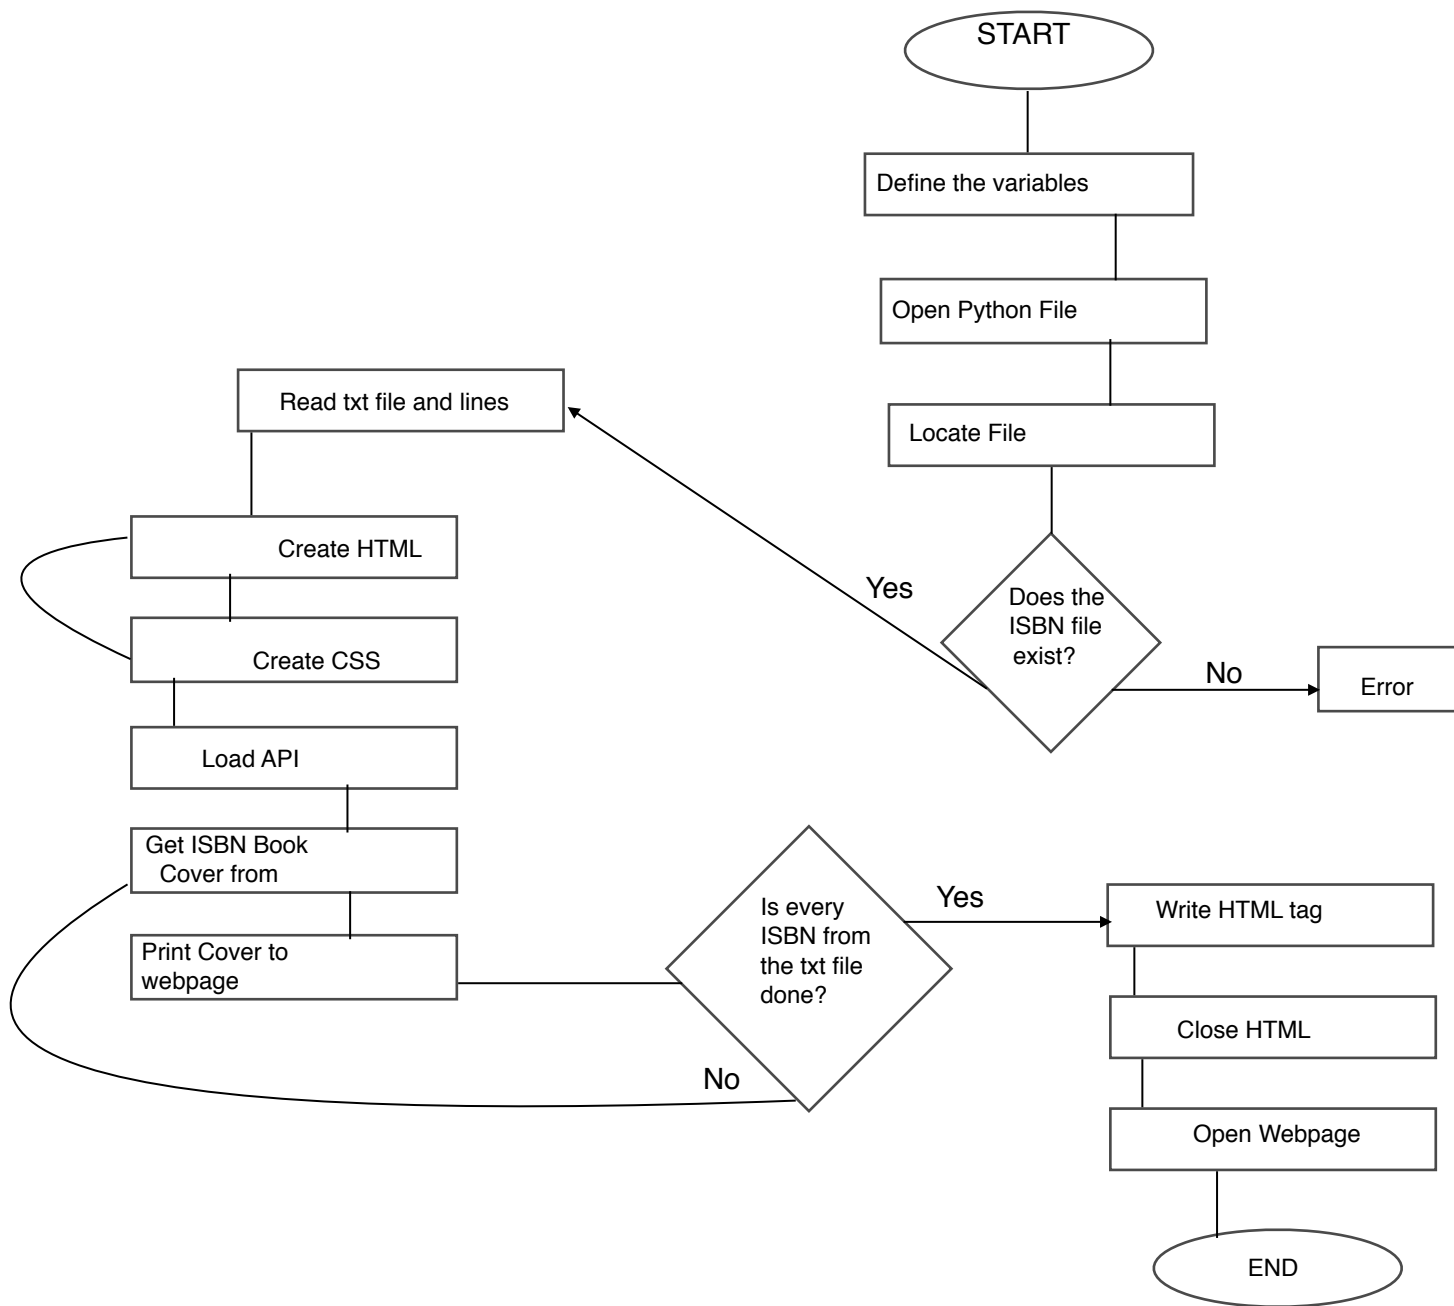 START
Define the variables
Open Python File
Locate File
Does the
ISBN file
exist?
Yes
No
Error
Read txt file and lines
Create HTML
Create CSS
Load API
Get ISBN Book
Cover from
Print Cover to
webpage
Is every
ISBN from
the txt file
done?
No
Yes
Write HTML tag
Close HTML
Open Webpage
END